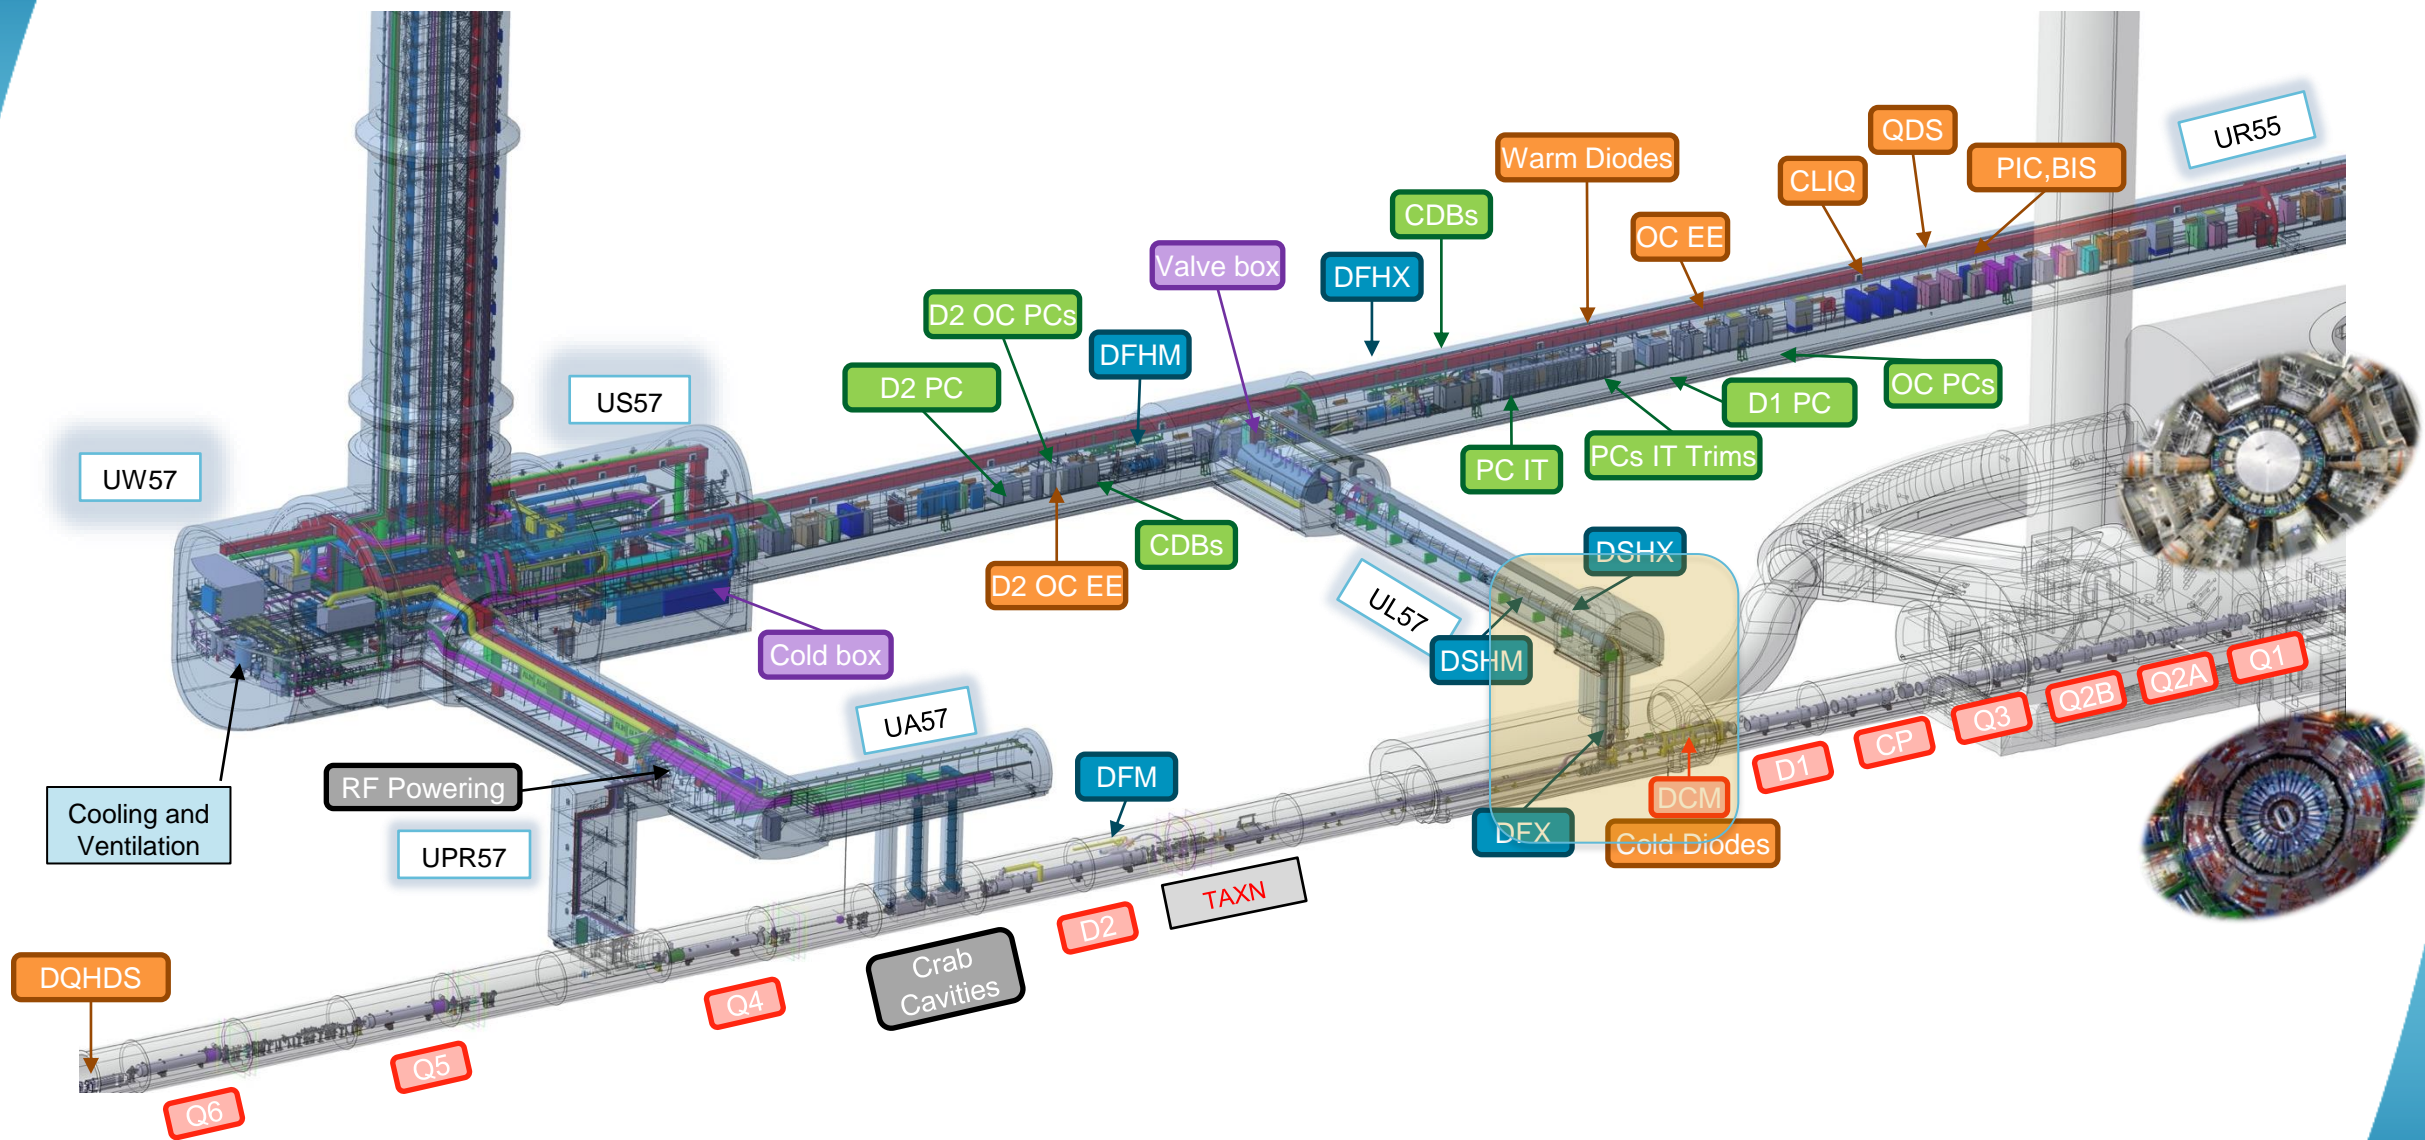 UR55
QDS
PIC,BIS
Warm Diodes
CLIQ
CDBs
OC EE
Valve box
DFHX
D2 OC PCs
DFHM
D2 PC
US57
OC PCs
D1 PC
PCs IT Trims
PC IT
UW57
CDBs
D2 OC EE
DSHX
UL57
DSHM
Cold box
UA57
Q1
Q2A
Q2B
Q3
CP
D1
DCM
DFX
Cold Diodes
DFM
RF Powering
Cooling and
Ventilation
UPR57
TAXN
D2
Crab
Cavities
Q4
DQHDS
Q5
Q6